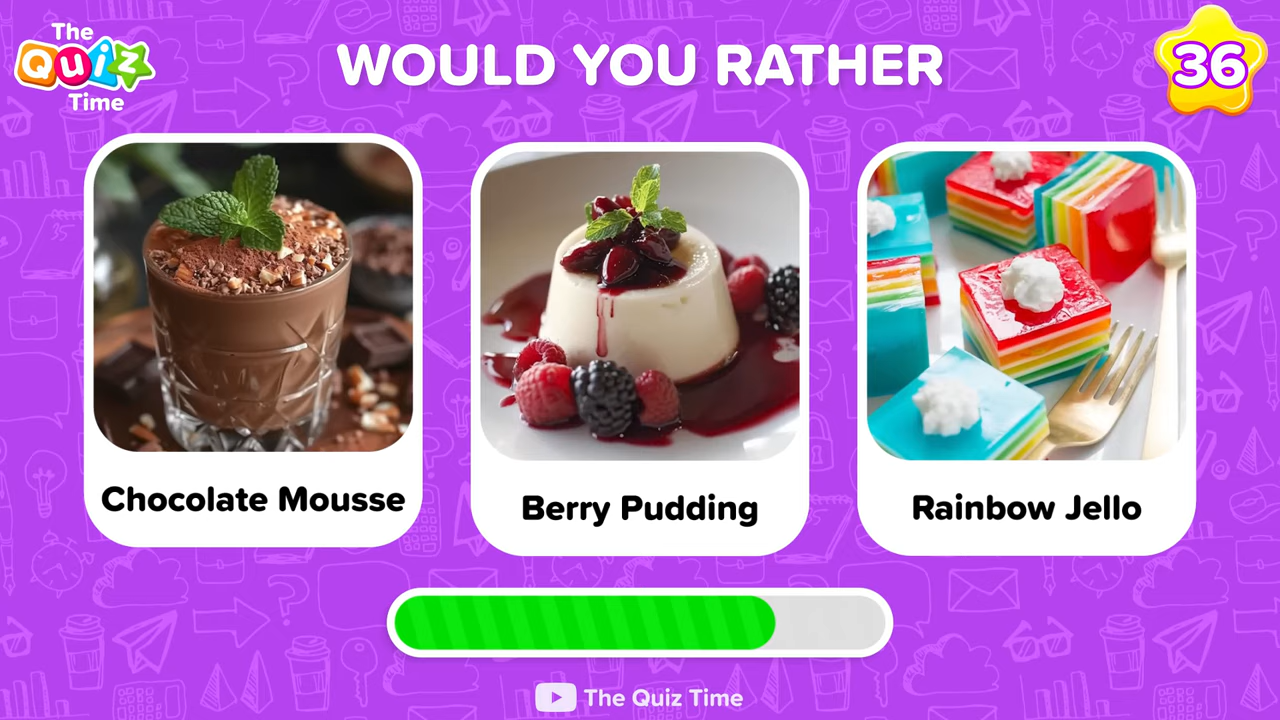 The
Quiz
Time
WOULD YOU RATHER
36
Chocolate Mousse
Berry Pudding
Rainbow Jello
The Quiz Time